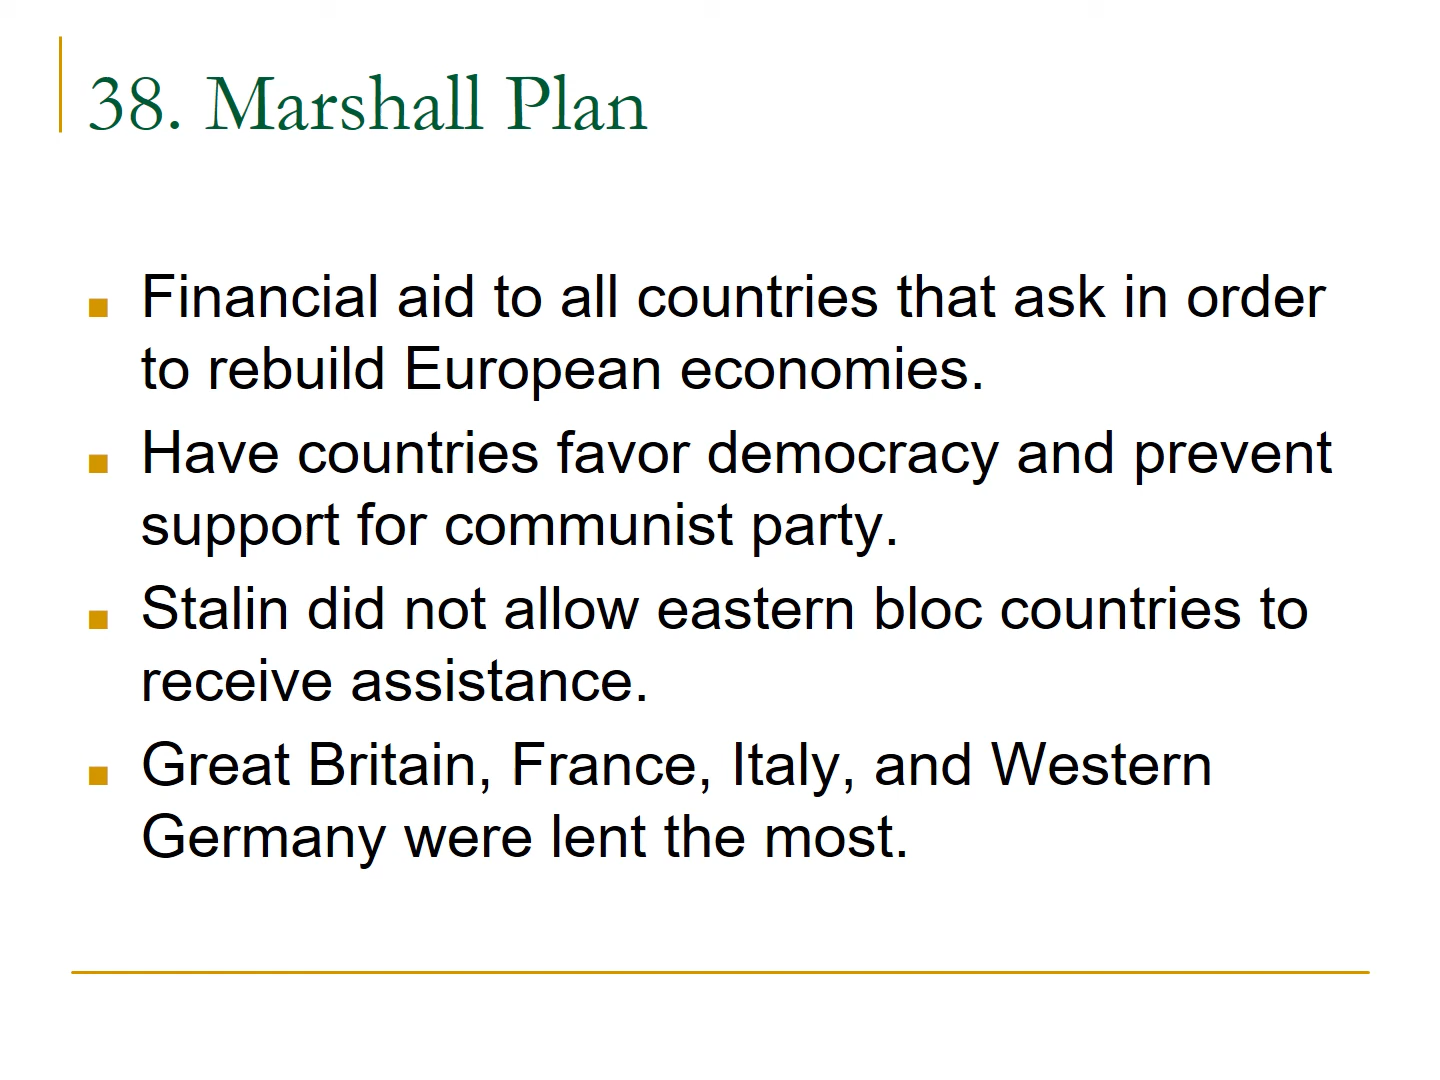 38. Marshall Plan
■ Financial aid to all countries that ask in order
to rebuild European economies.
■ Have countries favor democracy and prevent
support for communist party.
■ Stalin did not allow eastern bloc countries to
receive assistance.
■ Great Britain, France, Italy, and Western
Germany were lent the most.